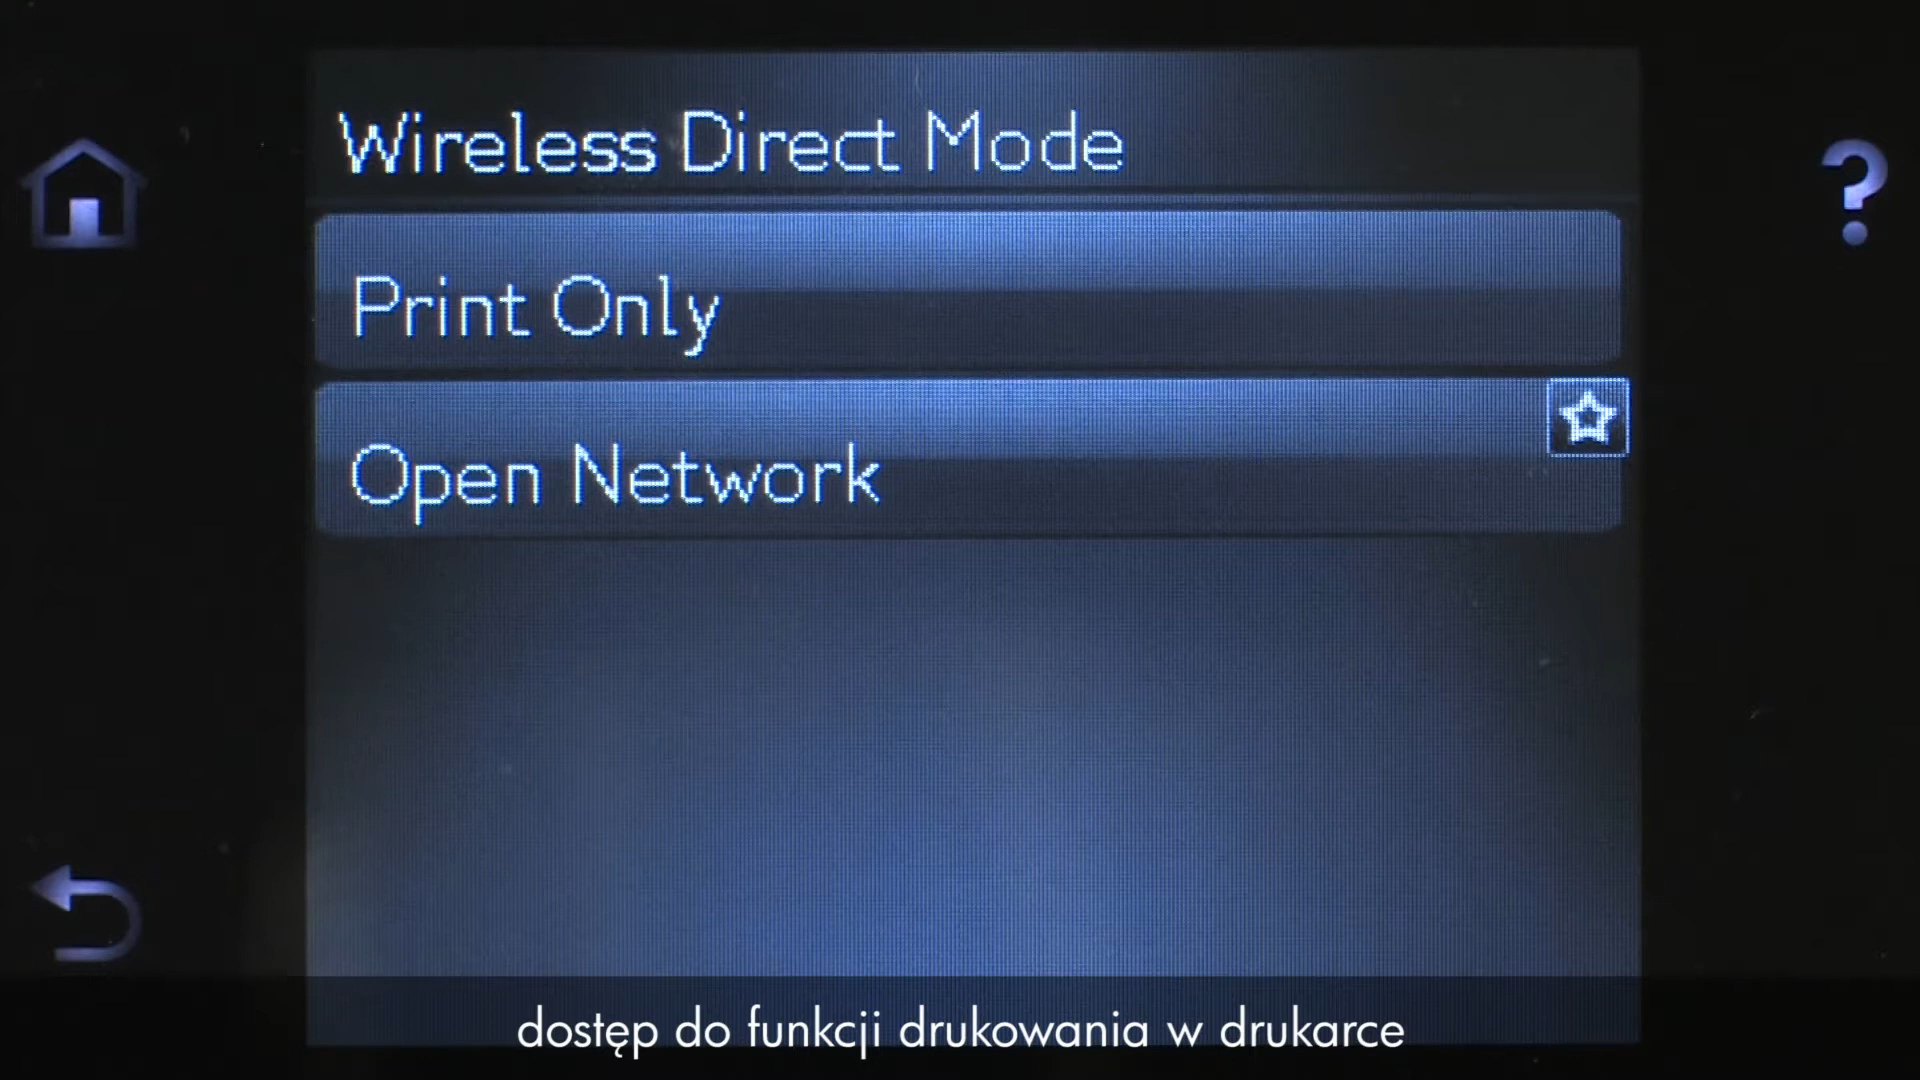 Wireless Direct Mode
Print Only
Open Network
dostęp do funkcji drukowania w drukarce